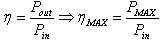 η = P_out / P_in ⇒ η_MAX = P_MAX / P_in